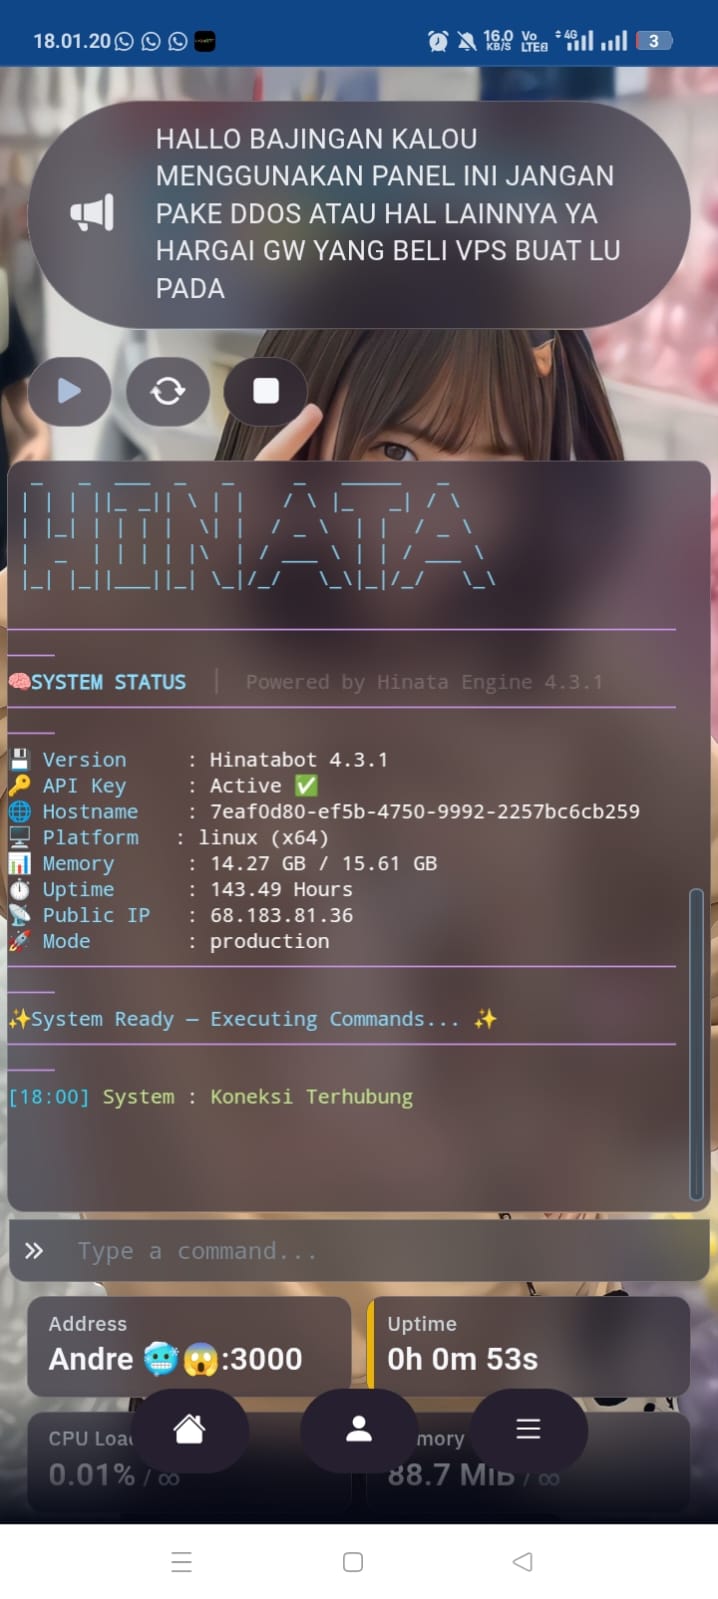 18.01.20
16.0 KB/S
Vo LTE2
4G
3
HALLO BAJINGAN KALOU
MENGGUNAKAN PANEL INI JANGAN
PAKE DDOS ATAU HAL LAINNYA YA
HARGAI GW YANG BELI VPS BUAT LU
PADA
HINATA
🧠SYSTEM STATUS | Powered by Hinata Engine 4.3.1
💾 Version : Hinatabot 4.3.1
🔑 API Key : Active ✅
🌐 Hostname : 7eaf0d80-ef5b-4750-9992-2257bc6cb259
🖥️ Platform : linux (x64)
📊 Memory : 14.27 GB / 15.61 GB
⏱️ Uptime : 143.49 Hours
📡 Public IP : 68.183.81.36
🚀 Mode : production
✨System Ready — Executing Commands... ✨
[18:00] System : Koneksi Terhubung
» Type a command...
Address
Andre 🥶😱:3000
Uptime
0h 0m 53s
CPU Loa
0.01% / ∞
mory
88.7 MiB / ∞